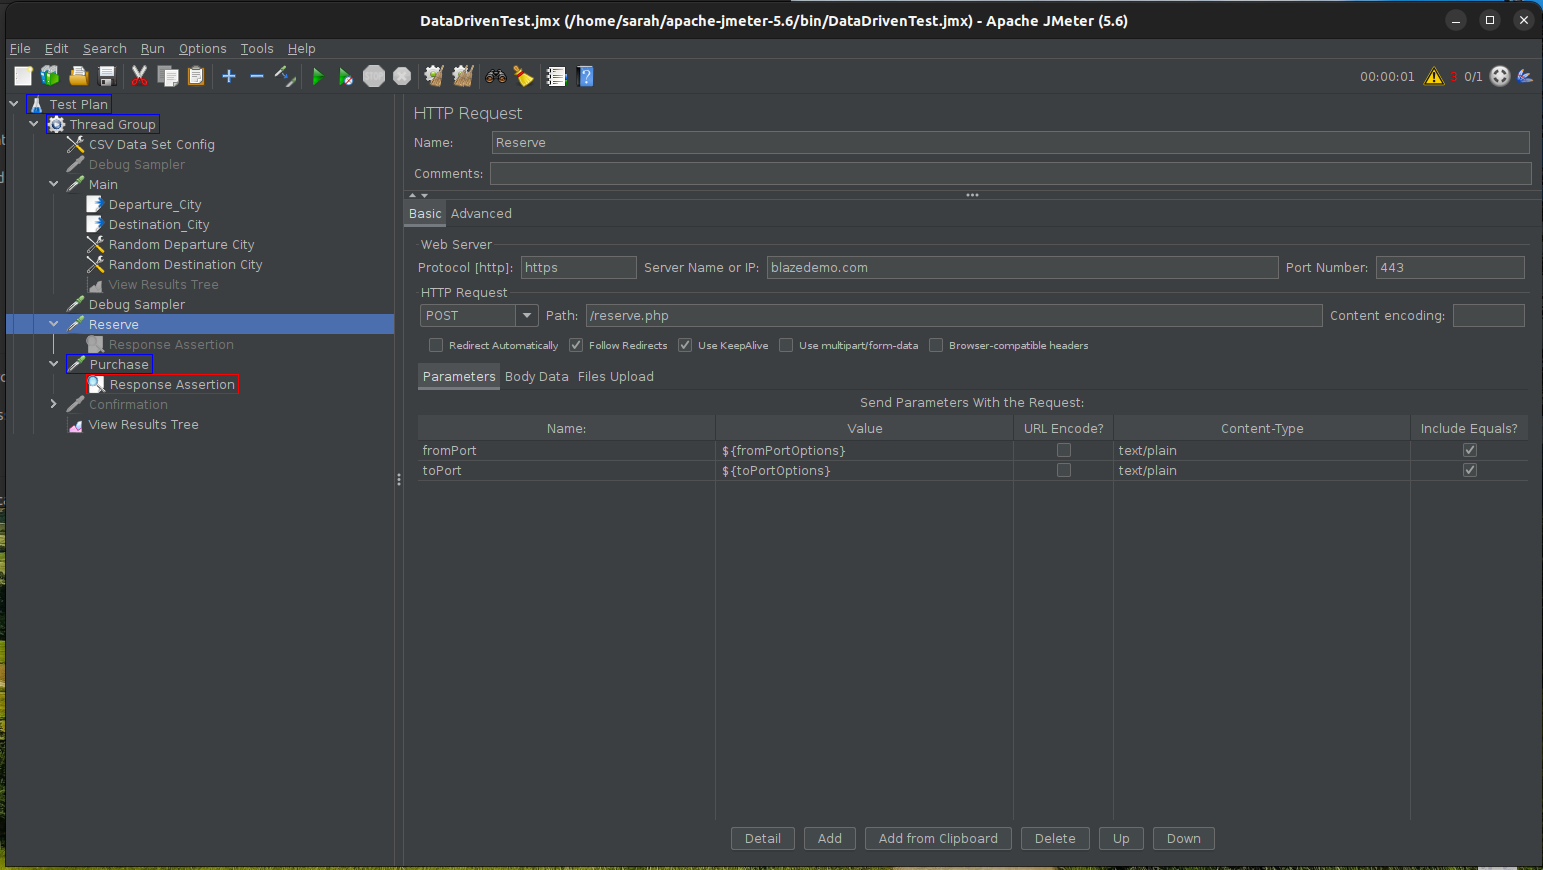 DataDrivenTest.jmx (/home/sarah/apache-jmeter-5.6/bin/DataDrivenTest.jmx) - Apache JMeter (5.6)
File Edit Search Run Options Tools Help
STOP 00:00:01 3 0/1
Test Plan
Thread Group
CSV Data Set Config
Debug Sampler
Main
Departure_City
Destination_City
Random Departure City
Random Destination City
View Results Tree
Debug Sampler
Reserve
Response Assertion
Purchase
Response Assertion
Confirmation
View Results Tree
HTTP Request
Name: Reserve
Comments:
Basic Advanced
Web Server
Protocol [http]: https Server Name or IP: blazedemo.com Port Number: 443
HTTP Request
POST Path: /reserve.php Content encoding:
Redirect Automatically Follow Redirects Use KeepAlive Use multipart/form-data Browser-compatible headers
Parameters Body Data Files Upload
Send Parameters With the Request:
Name: Value URL Encode? Content-Type Include Equals?
fromPort ${fromPortOptions} text/plain
toPort ${toPortOptions} text/plain
Detail Add Add from Clipboard Delete Up Down